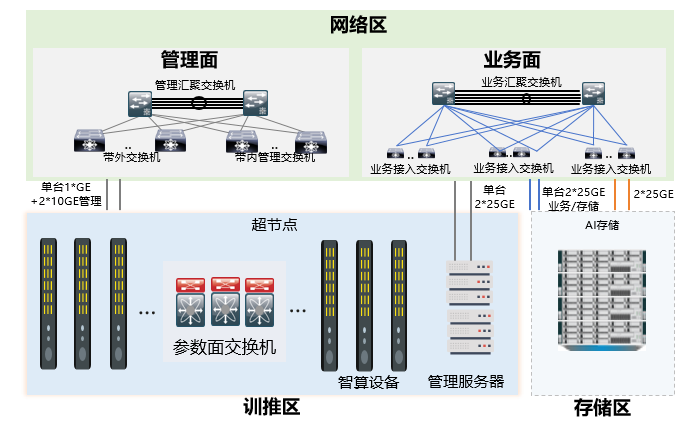 网络区
管理面
业务面
管理汇聚交换机
业务汇聚交换机
带外交换机
带内管理交换机
业务接入交换机
业务接入交换机
业务接入交换机
单台1*GE
+2*10GE管理
单台
2*25GE
单台2*25GE
业务/存储
2*25GE
超节点
AI存储
参数面交换机
智算设备
管理服务器
训推区
存储区